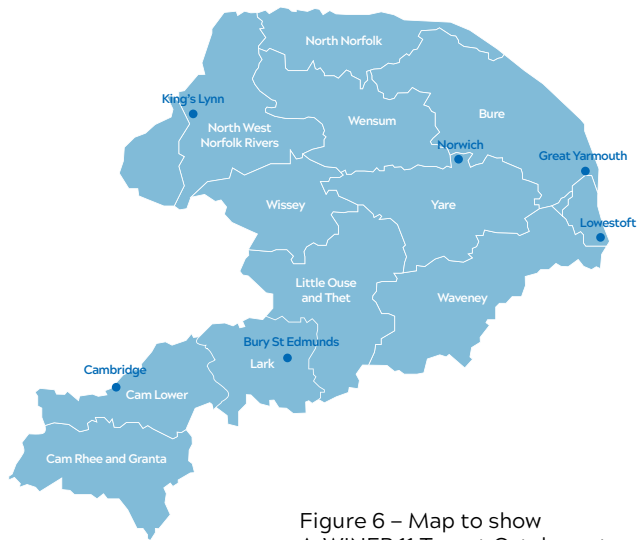 North Norfolk
King's Lynn
Bure
Wensum
North West
Norfolk Rivers
Norwich
Great Yarmouth
Wissey
Yare
Lowestoft
Little Ouse
and Thet
Waveney
Bury St Edmunds
Lark
Cambridge
Cam Lower
Cam Rhee and Granta
Figure 6 – Map to show